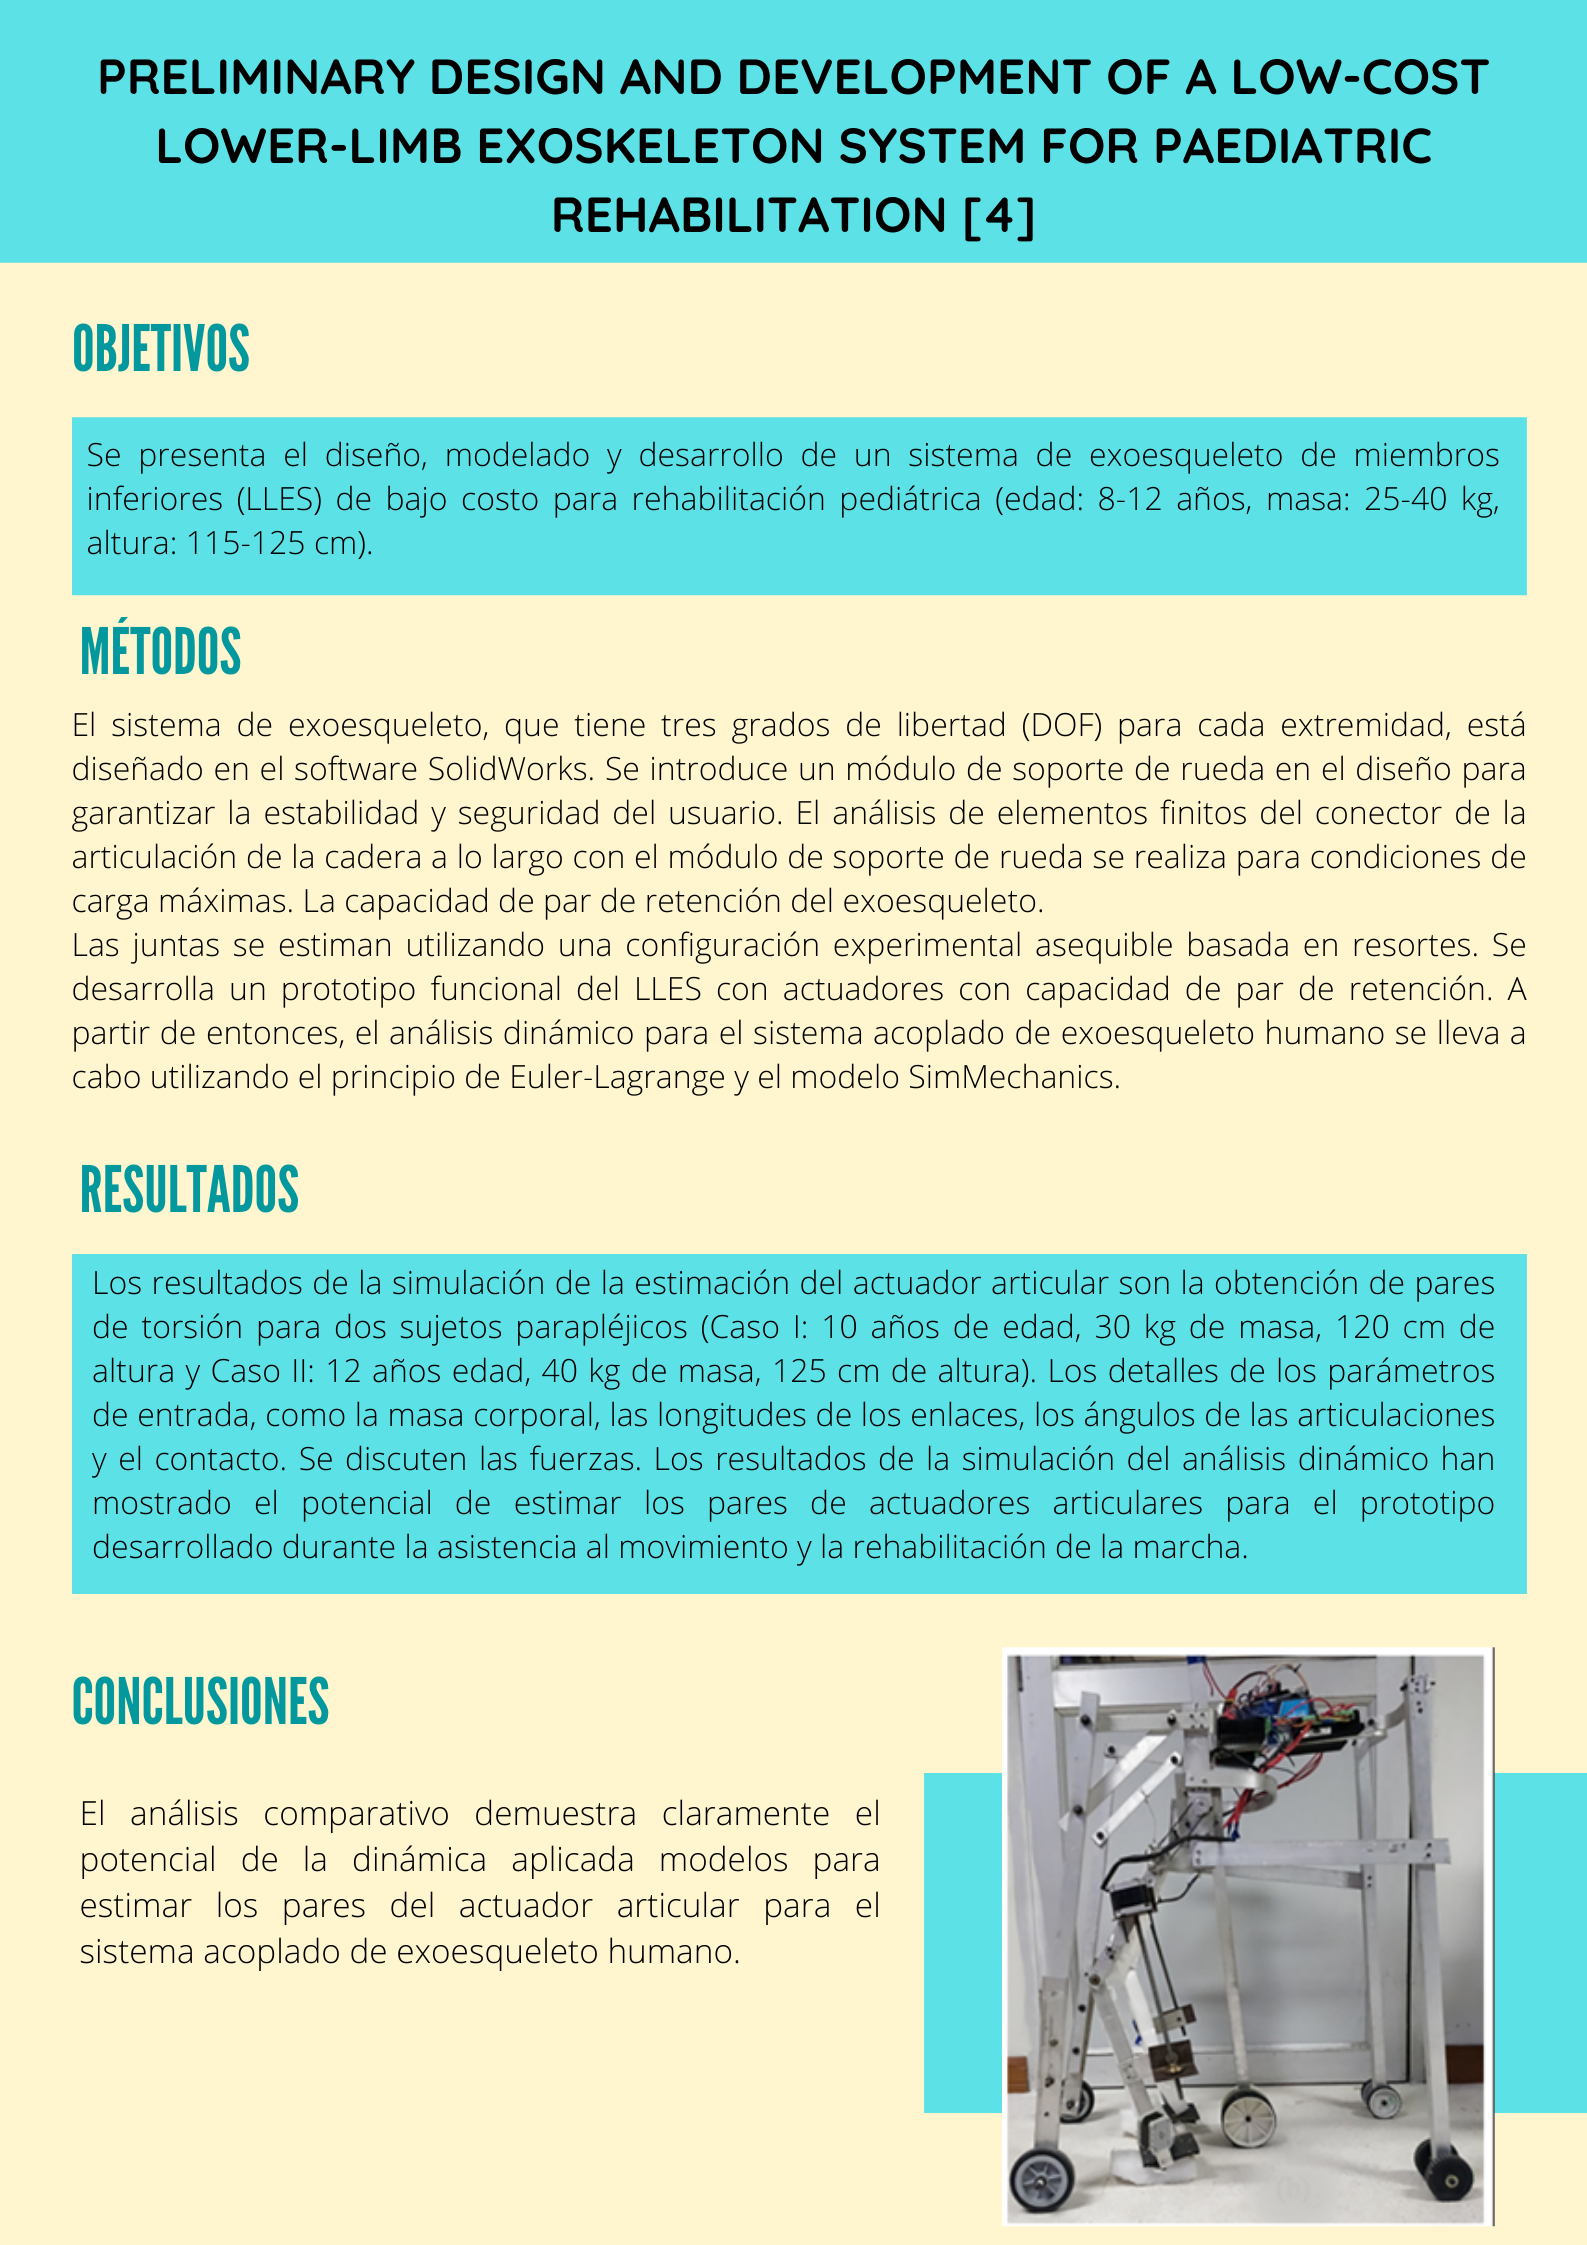 PRELIMINARY DESIGN AND DEVELOPMENT OF A LOW-COST
LOWER-LIMB EXOSKELETON SYSTEM FOR PAEDIATRIC
REHABILITATION [4]
OBJETIVOS
Se presenta el diseño, modelado y desarrollo de un sistema de exoesqueleto de miembros
inferiores (LLES) de bajo costo para rehabilitación pediátrica (edad: 8-12 años, masa: 25-40 kg,
altura: 115-125 cm).
MÉTODOS
El sistema de exoesqueleto, que tiene tres grados de libertad (DOF) para cada extremidad, está
diseñado en el software SolidWorks. Se introduce un módulo de soporte de rueda en el diseño para
garantizar la estabilidad y seguridad del usuario. El análisis de elementos finitos del conector de la
articulación de la cadera a lo largo con el módulo de soporte de rueda se realiza para condiciones de
carga máximas. La capacidad de par de retención del exoesqueleto.
Las juntas se estiman utilizando una configuración experimental asequible basada en resortes. Se
desarrolla un prototipo funcional del LLES con actuadores con capacidad de par de retención. A
partir de entonces, el análisis dinámico para el sistema acoplado de exoesqueleto humano se lleva a
cabo utilizando el principio de Euler-Lagrange y el modelo SimMechanics.
RESULTADOS
Los resultados de la simulación de la estimación del actuador articular son la obtención de pares
de torsión para dos sujetos parapléjicos (Caso I: 10 años de edad, 30 kg de masa, 120 cm de
altura y Caso II: 12 años edad, 40 kg de masa, 125 cm de altura). Los detalles de los parámetros
de entrada, como la masa corporal, las longitudes de los enlaces, los ángulos de las articulaciones
y el contacto. Se discuten las fuerzas. Los resultados de la simulación del análisis dinámico han
mostrado el potencial de estimar los pares de actuadores articulares para el prototipo
desarrollado durante la asistencia al movimiento y la rehabilitación de la marcha.
CONCLUSIONES
El análisis comparativo demuestra claramente el
potencial de la dinámica aplicada modelos para
estimar los pares del actuador articular para el
sistema acoplado de exoesqueleto humano.